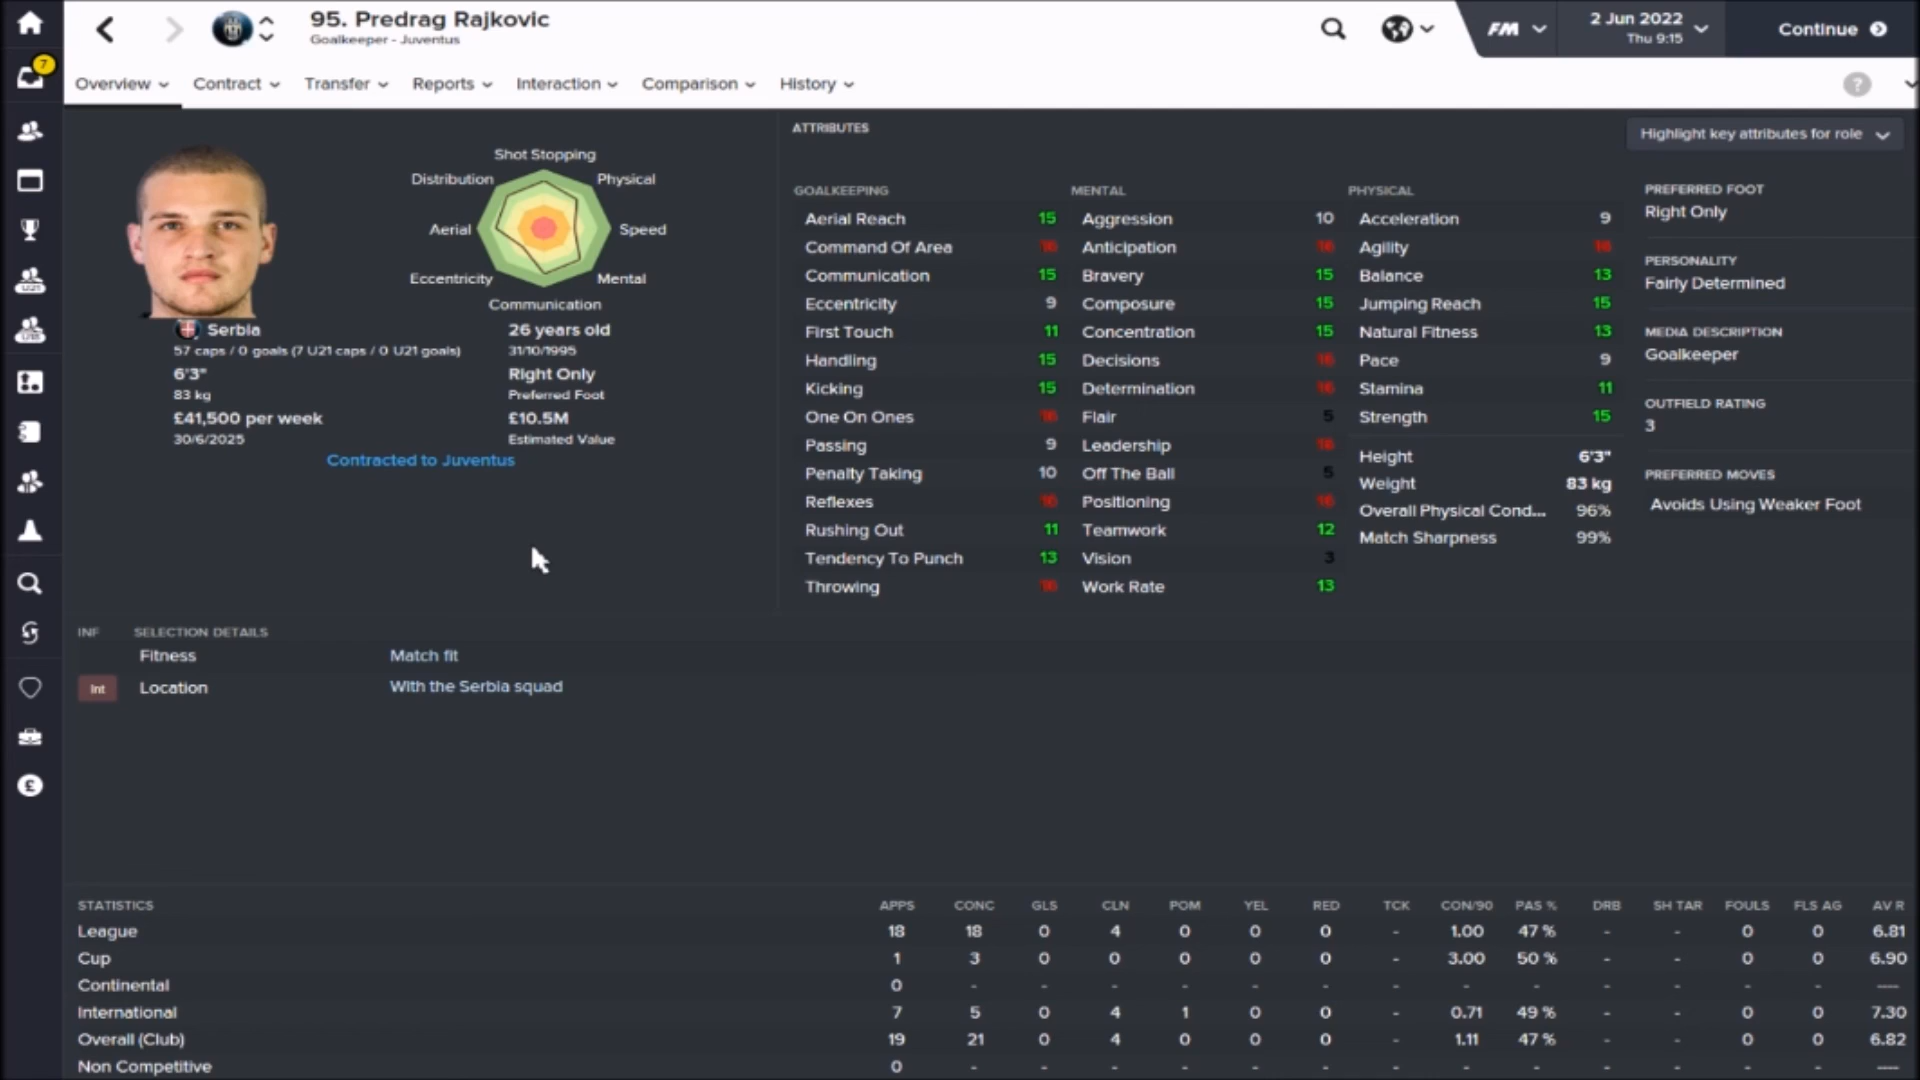 95. Predrag Rajkovic
Goalkeeper - Juventus
FM
2 Jun 2022
Thu 9:15
Continue
7
Overview
Contract
Transfer
Reports
Interaction
Comparison
History
?
ATTRIBUTES
Highlight key attributes for role
Shot Stopping
Distribution
Physical
Aerial
Speed
Eccentricity
Mental
Communication
Serbia
57 caps / 0 goals (7 U21 caps / 0 U21 goals)
6'3"
83 kg
£41,500 per week
30/6/2025
26 years old
31/10/1995
Right Only
Preferred Foot
£10.5M
Estimated Value
Contracted to Juventus
GOALKEEPING
Aerial Reach 15
Command Of Area
Communication 15
Eccentricity 9
First Touch 11
Handling 15
Kicking 15
One On Ones
Passing 9
Penalty Taking 10
Reflexes
Rushing Out 11
Tendency To Punch 13
Throwing
MENTAL
Aggression 10
Anticipation
Bravery 15
Composure 15
Concentration 15
Decisions
Determination
Flair 5
Leadership
Off The Ball 5
Positioning
Teamwork 12
Vision 3
Work Rate 13
PHYSICAL
Acceleration 9
Agility
Balance 13
Jumping Reach 15
Natural Fitness 13
Pace 9
Stamina 11
Strength 15
Height 6'3"
Weight 83 kg
Overall Physical Cond... 96%
Match Sharpness 99%
PREFERRED FOOT
Right Only
PERSONALITY
Fairly Determined
MEDIA DESCRIPTION
Goalkeeper
OUTFIELD RATING
3
PREFERRED MOVES
Avoids Using Weaker Foot
INF SELECTION DETAILS
Fitness Match fit
Int Location With the Serbia squad
STATISTICS APPS CONC GLS CLN POM YEL RED TCK CON/90 PAS % DRB SH TAR FOULS FLS AG AV R
League 18 18 0 4 0 0 0 - 1.00 47 % - - 0 0 6.81
Cup 1 3 0 0 0 0 0 - 3.00 50 % - - 0 0 6.90
Continental 0 - - - - - - - - - - - - - ----
International 7 5 0 4 1 0 0 - 0.71 49 % - - 0 0 7.30
Overall (Club) 19 21 0 4 0 0 0 - 1.11 47 % - - 0 0 6.82
Non Competitive 0 - - - - - - - - - - - - - ----